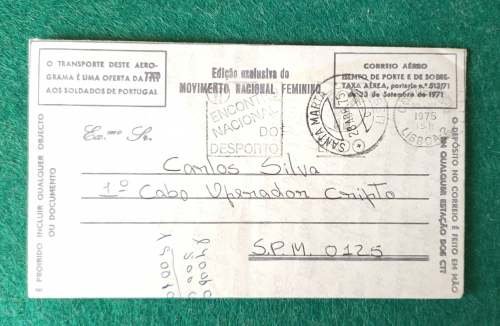 O TRANSPORTE DESTE AERO-
GRAMA É UMA OFERTA DA TAP
AOS SOLDADOS DE PORTUGAL
Edição exclusiva do
MOVIMENTO NACIONAL FEMININO
CORREIO AÉREO
ISENTO DE PORTE E DE SOBRE-
TAXA AÉREA, portaria n.º 513/71
de 23 de Setembro de 1971
ENCONTRO
NACIONAL
DO
DESPORTO
SANTA MARTA
1975
LISBOA
Ex.mo Sr.
Carlos Silva
1º Cabo Operador Cripto
S.P.M. 0125
É PROIBIDO INCLUIR QUALQUER OBJECTO
OU DOCUMENTO
O DEPÓSITO NO CORREIO É FEITO EM MÃO
EM QUALQUER ESTAÇÃO DOS CTT